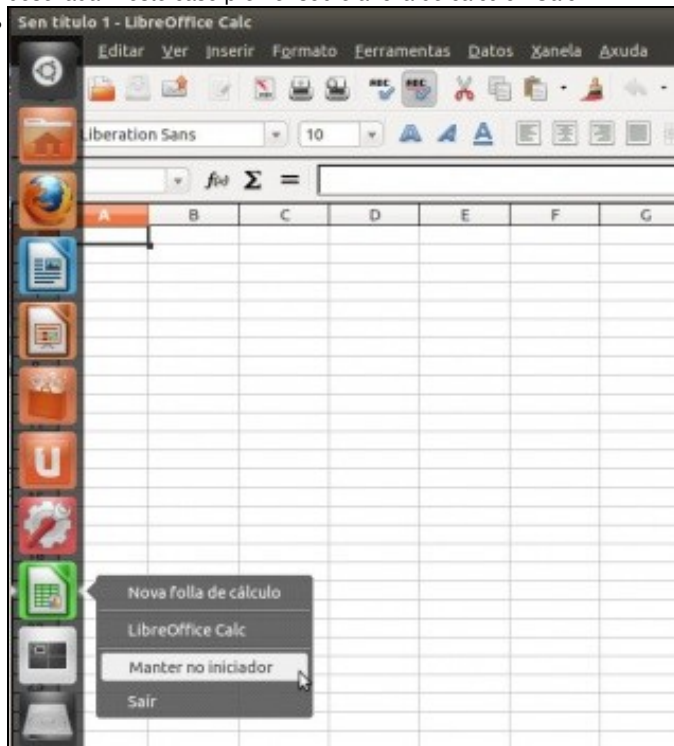 Sen título 1 - LibreOffice Calc
Editar Ver Inserir Formato Ferramentas Datos Xanela Axuda
Liberation Sans 10
f(x) Σ =
A B C D E F G
Nova folla de cálculo
LibreOffice Calc
Manter no iniciador
Sair